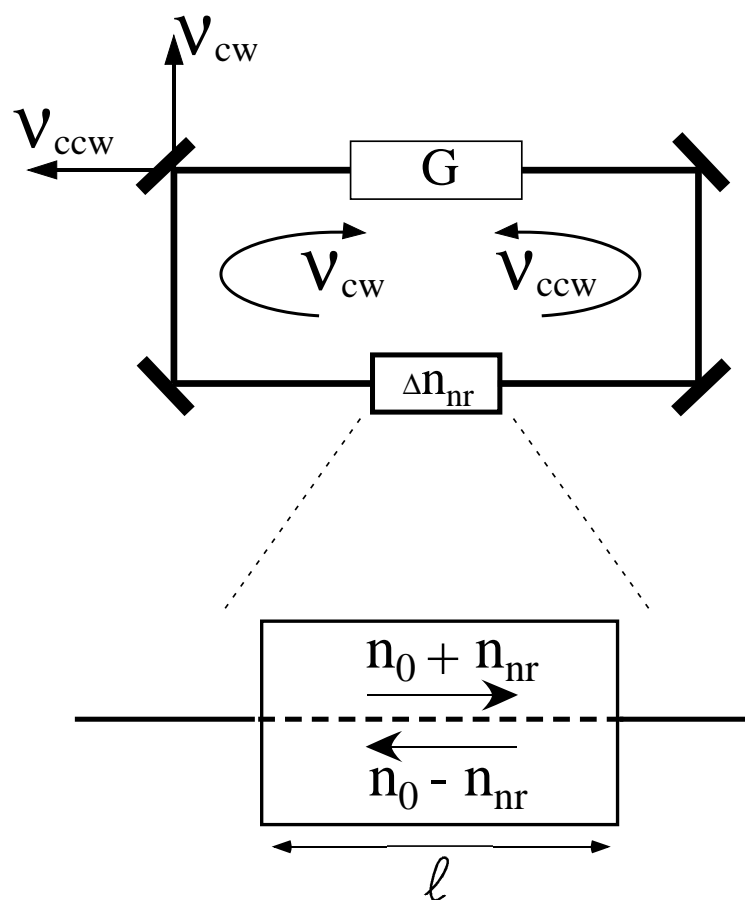 ν_cw
ν_ccw
G
ν_cw ν_ccw
Δn_nr
n_0 + n_nr
n_0 - n_nr
ℓ